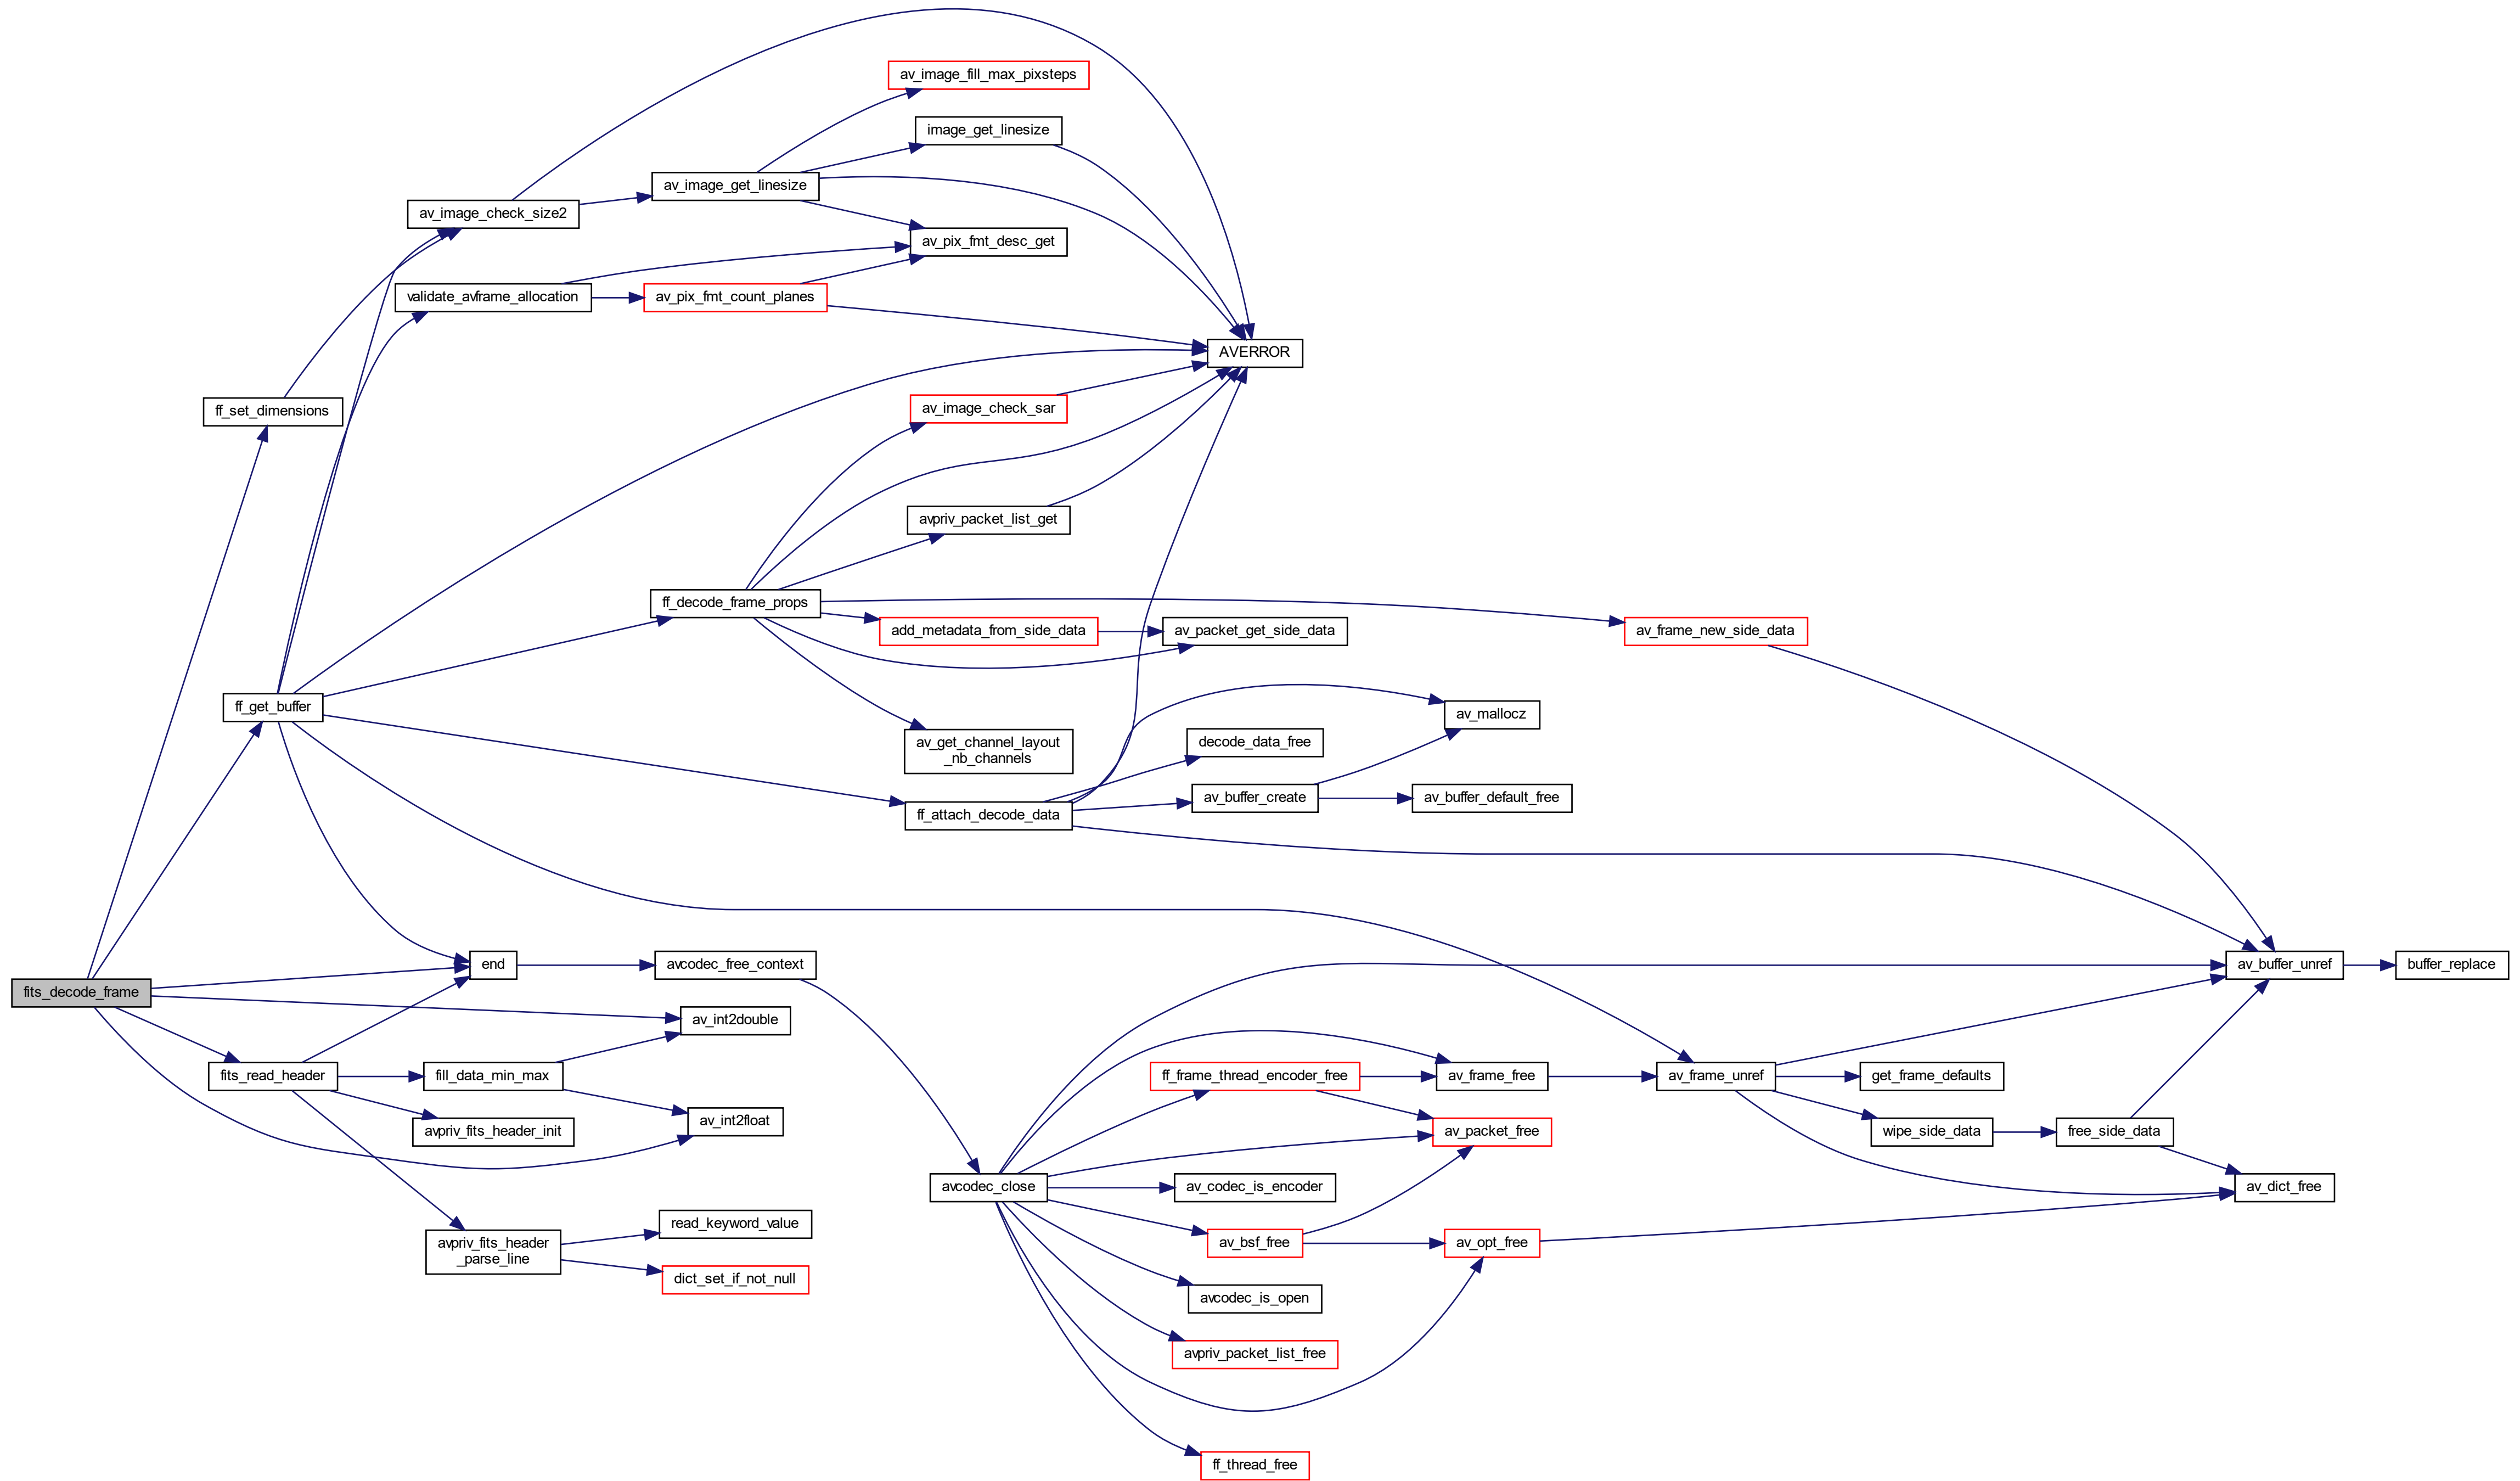 av_image_fill_max_pixsteps
image_get_linesize
av_image_get_linesize
av_image_check_size2
av_pix_fmt_desc_get
validate_avframe_allocation
av_pix_fmt_count_planes
AVERROR
ff_set_dimensions
av_image_check_sar
avpriv_packet_list_get
ff_decode_frame_props
add_metadata_from_side_data
av_packet_get_side_data
av_frame_new_side_data
ff_get_buffer
av_mallocz
av_get_channel_layout
_nb_channels
decode_data_free
av_buffer_create
av_buffer_default_free
ff_attach_decode_data
end
avcodec_free_context
av_buffer_unref
buffer_replace
fits_decode_frame
av_int2double
fits_read_header
fill_data_min_max
ff_frame_thread_encoder_free
av_frame_free
av_frame_unref
get_frame_defaults
av_int2float
avpriv_fits_header_init
av_packet_free
wipe_side_data
free_side_data
avcodec_close
av_codec_is_encoder
av_dict_free
read_keyword_value
avpriv_fits_header
_parse_line
av_bsf_free
av_opt_free
dict_set_if_not_null
avcodec_is_open
avpriv_packet_list_free
ff_thread_free